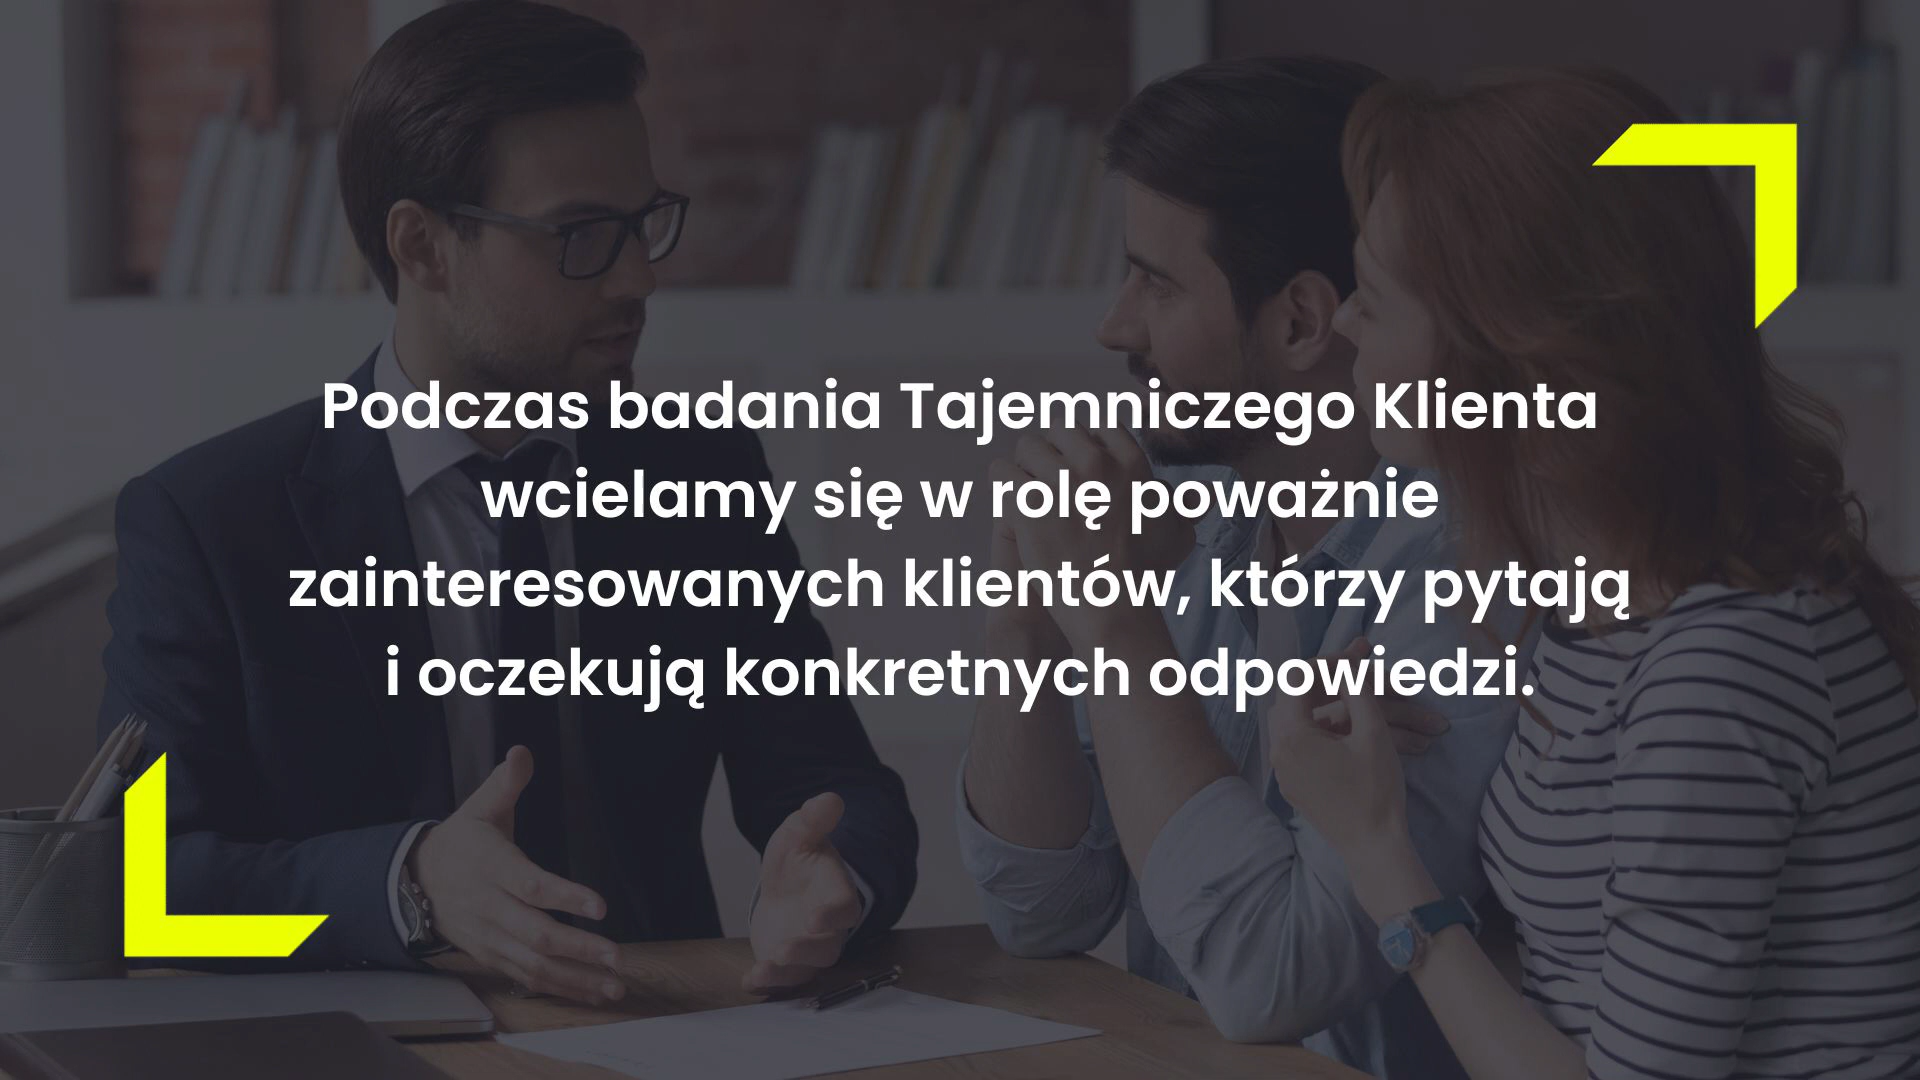 Podczas badania Tajemniczego Klienta
wcielamy się w rolę poważnie
zainteresowanych klientów, którzy pytają
i oczekują konkretnych odpowiedzi.